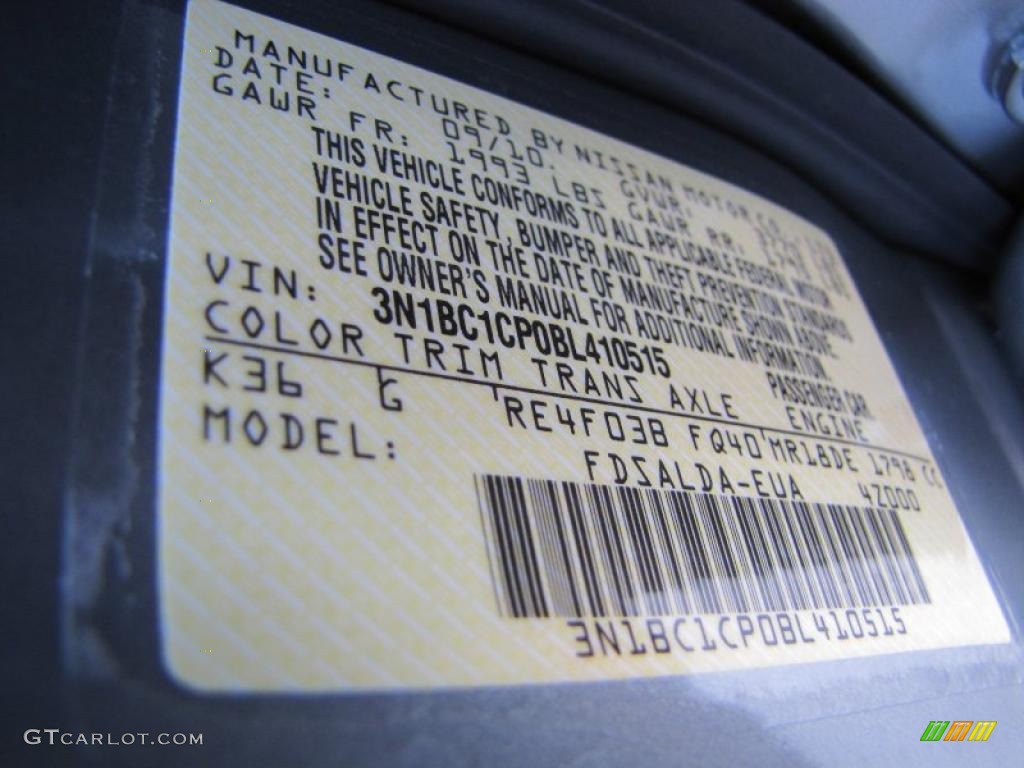 MANUFACTURED BY NISSAN MOTOR CO.
DATE: 09/10. GVWR:
GAWR FR: 1993 LBS GAWR RR.
THIS VEHICLE CONFORMS TO ALL APPLICABLE FEDERAL MOTOR
VEHICLE SAFETY, BUMPER AND THEFT PREVENTION STANDARDS
IN EFFECT ON THE DATE OF MANUFACTURE SHOWN ABOVE.
SEE OWNER'S MANUAL FOR ADDITIONAL INFORMATION.
VIN: 3N1BC1CP0BL410515 PASSENGER CAR.
COLOR TRIM TRANS AXLE ENGINE
K36 G RE4F03B FQ40 MR18DE 1798 CC
MODEL: FDSALDA-EUA 4Z000
3N1BC1CP0BL410515
GTCARLOT.COM